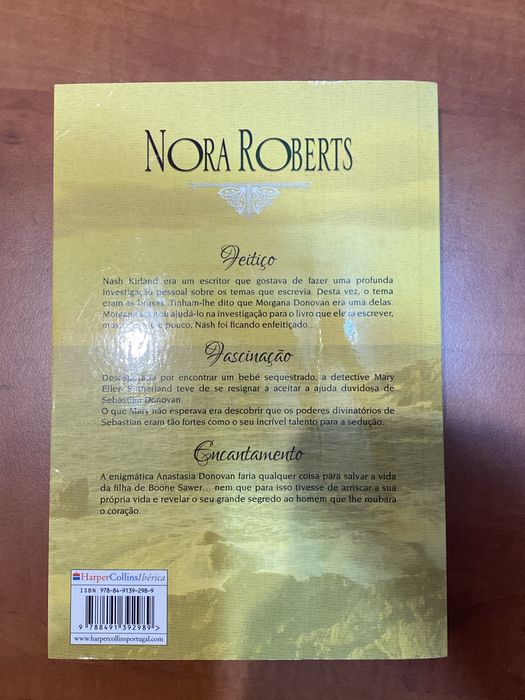 NORA ROBERTS
Feitiço
Nash Kirland era um escritor que gostava de fazer uma profunda
investigação pessoal sobre os temas que escrevia. Desta vez, o tema
eram as bruxas. Tinham-lhe dito que Morgana Donovan era uma delas.
Morgana ajudá-lo na investigação para o livro que ele ia escrever,
mas, pouco, Nash foi ficando enfeitiçado...
Fascinação
Desesperada por encontrar um bebé sequestrado, a detective Mary
Ellen Sutherland teve de se resignar a aceitar a ajuda duvidosa de
Sebastian Donovan.
O que Mary não esperava era descobrir que os poderes divinatórios de
Sebastian eram tão fortes como o seu incrível talento para a sedução.
Encantamento
A enigmática Anastasia Donovan faria qualquer coisa para salvar a vida
da filha de Boone Sawer... nem que para isso tivesse de arriscar a sua
própria vida e revelar o seu grande segredo ao homem que lhe roubara
o coração.
HarperCollinsIbérica
ISBN 978-84-9139-298-9
9 788491 392989 >
www.harpercollinsportugal.com